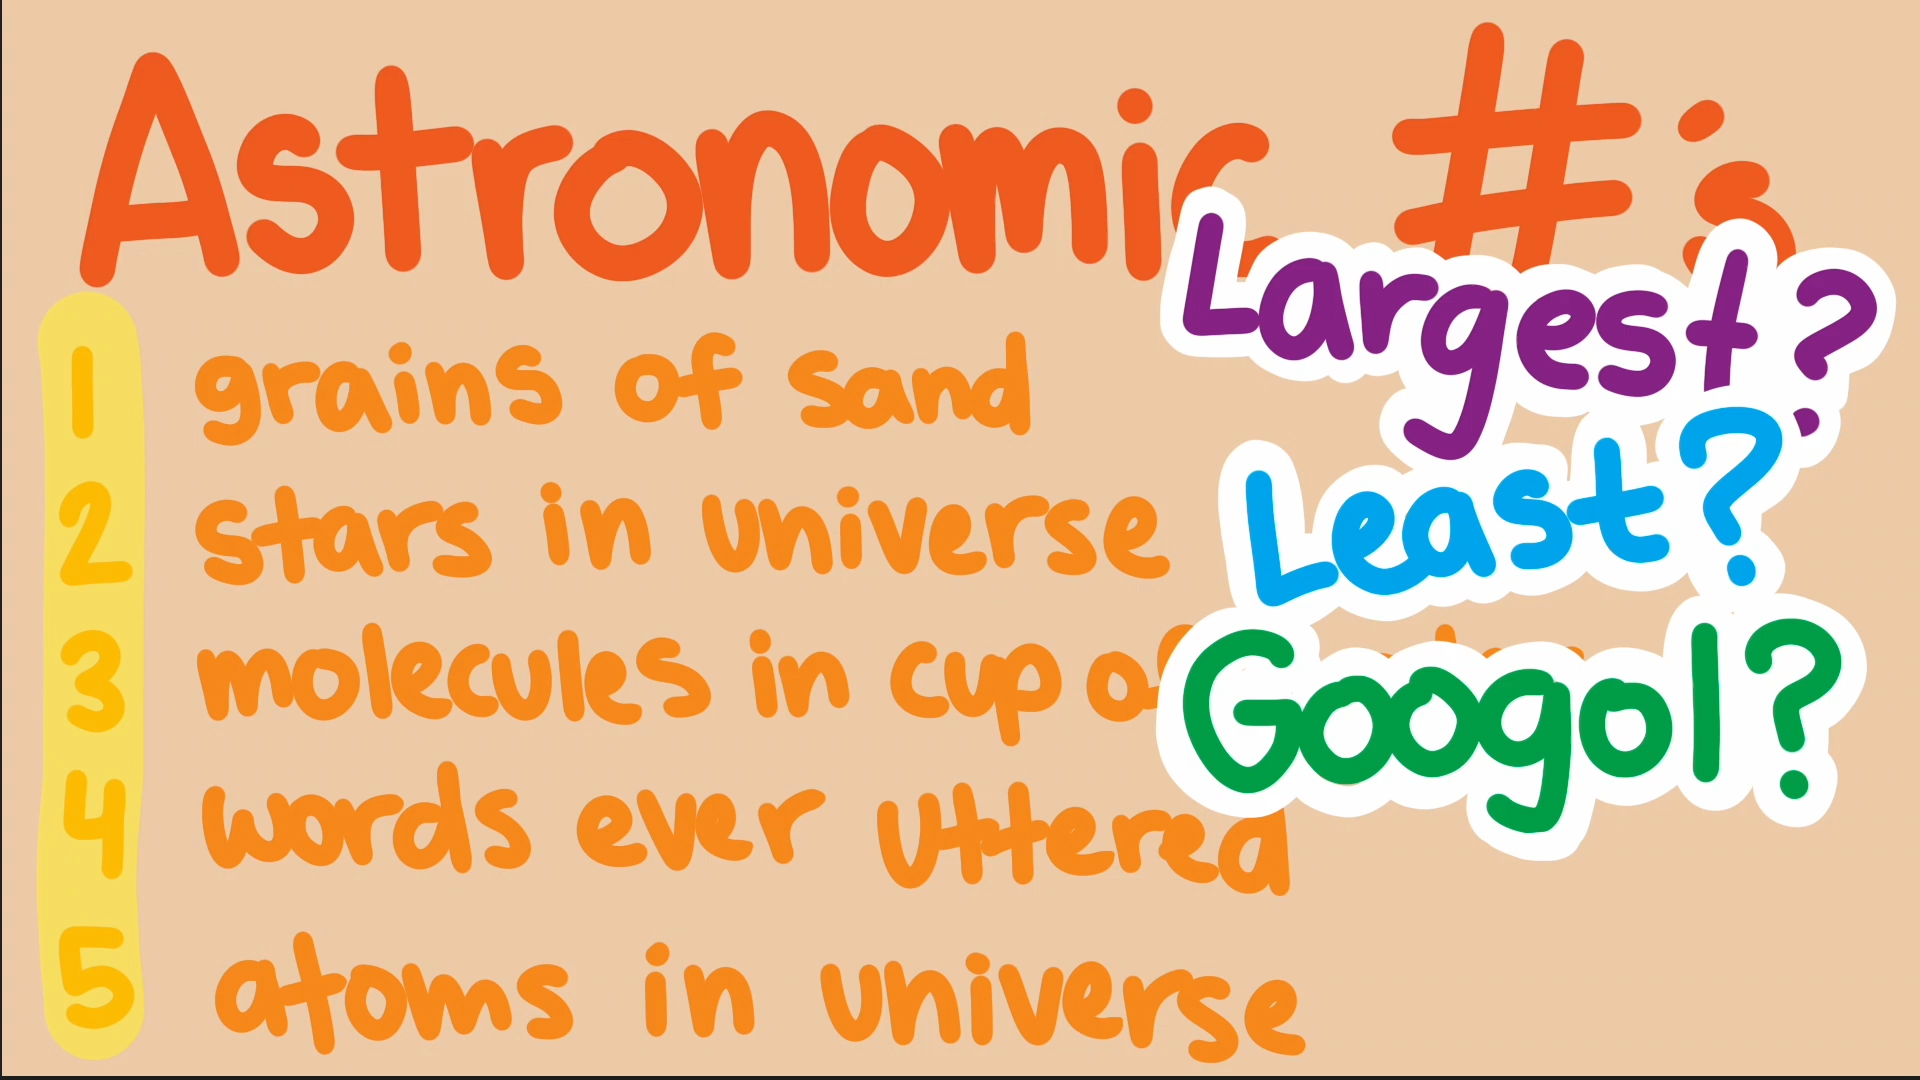 Astronomic #'s
Largest?
1 grains of sand
Least?
2 stars in universe
Googol?
3 molecules in cup
4 words ever uttered
5 atoms in universe